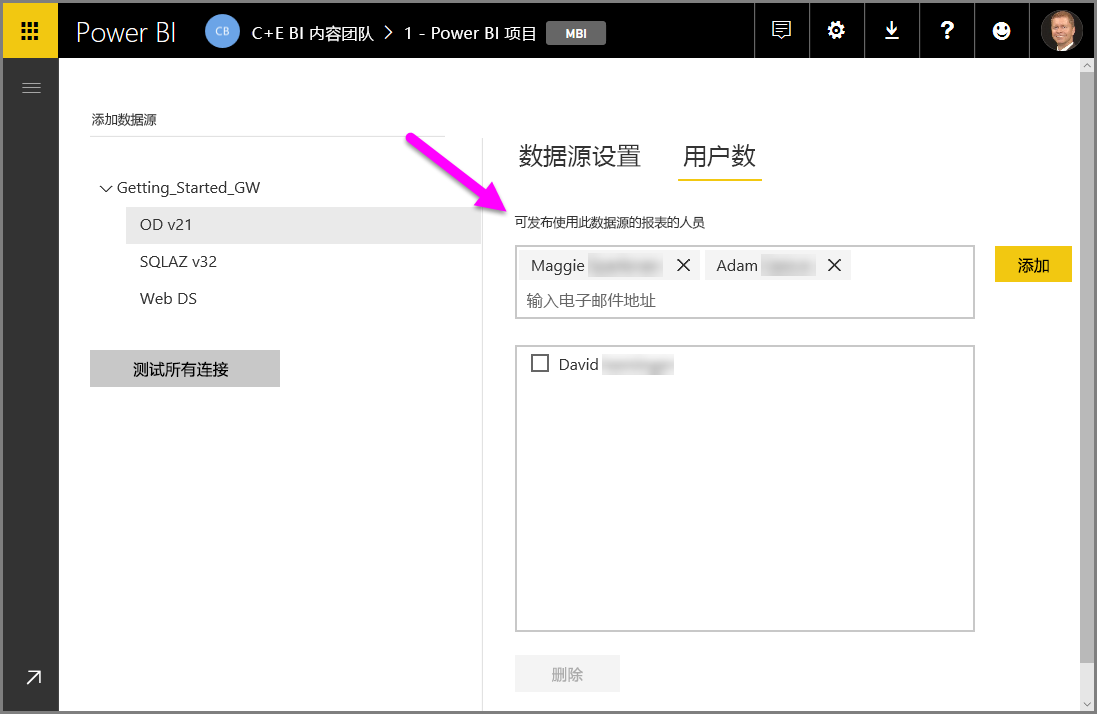 Power BI CB C+E BI 内容团队 > 1 - Power BI 项目 MBI ?
添加数据源
数据源设置 用户数
Getting_Started_GW
可发布使用此数据源的报表的人员
OD v21
SQLAZ v32
Maggie Adam 添加
Web DS
输入电子邮件地址
测试所有连接
David
删除